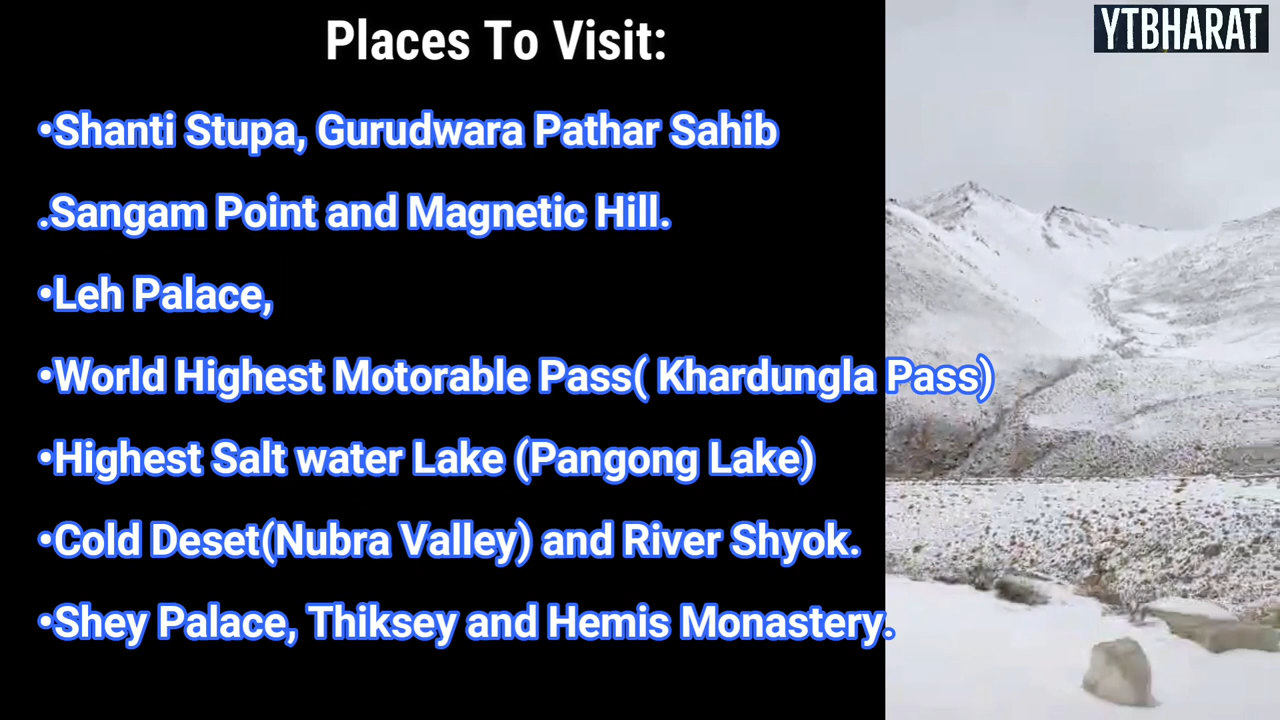 Places To Visit:
YTBHARAT
•Shanti Stupa, Gurudwara Pathar Sahib
.Sangam Point and Magnetic Hill.
•Leh Palace,
•World Highest Motorable Pass( Khardungla Pass)
•Highest Salt water Lake (Pangong Lake)
•Cold Deset(Nubra Valley) and River Shyok.
•Shey Palace, Thiksey and Hemis Monastery.